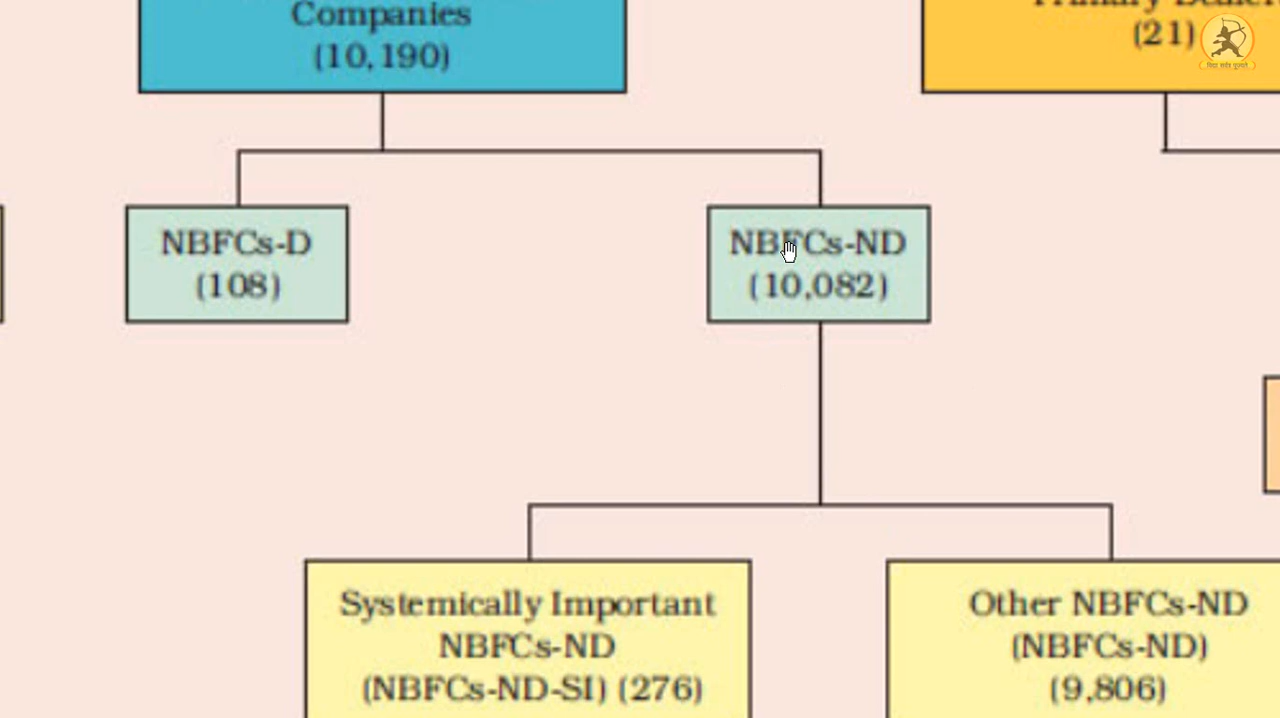 Companies
(10,190)
(21)
NBFCs-D
(108)
NBFCs-ND
(10,082)
Systemically Important
NBFCs-ND
(NBFCs-ND-SI) (276)
Other NBFCs-ND
(NBFCs-ND)
(9,806)